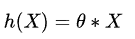 h(X) = θ * X